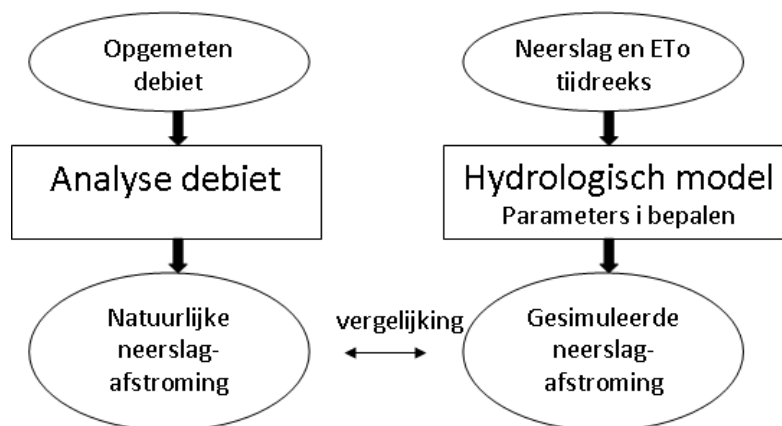 Opgemeten
debiet
Neerslag en ETo
tijdreeks
Analyse debiet
Hydrologisch model
Parameters i bepalen
Natuurlijke
neerslag-
afstroming
vergelijking
Gesimuleerde
neerslag-
afstroming